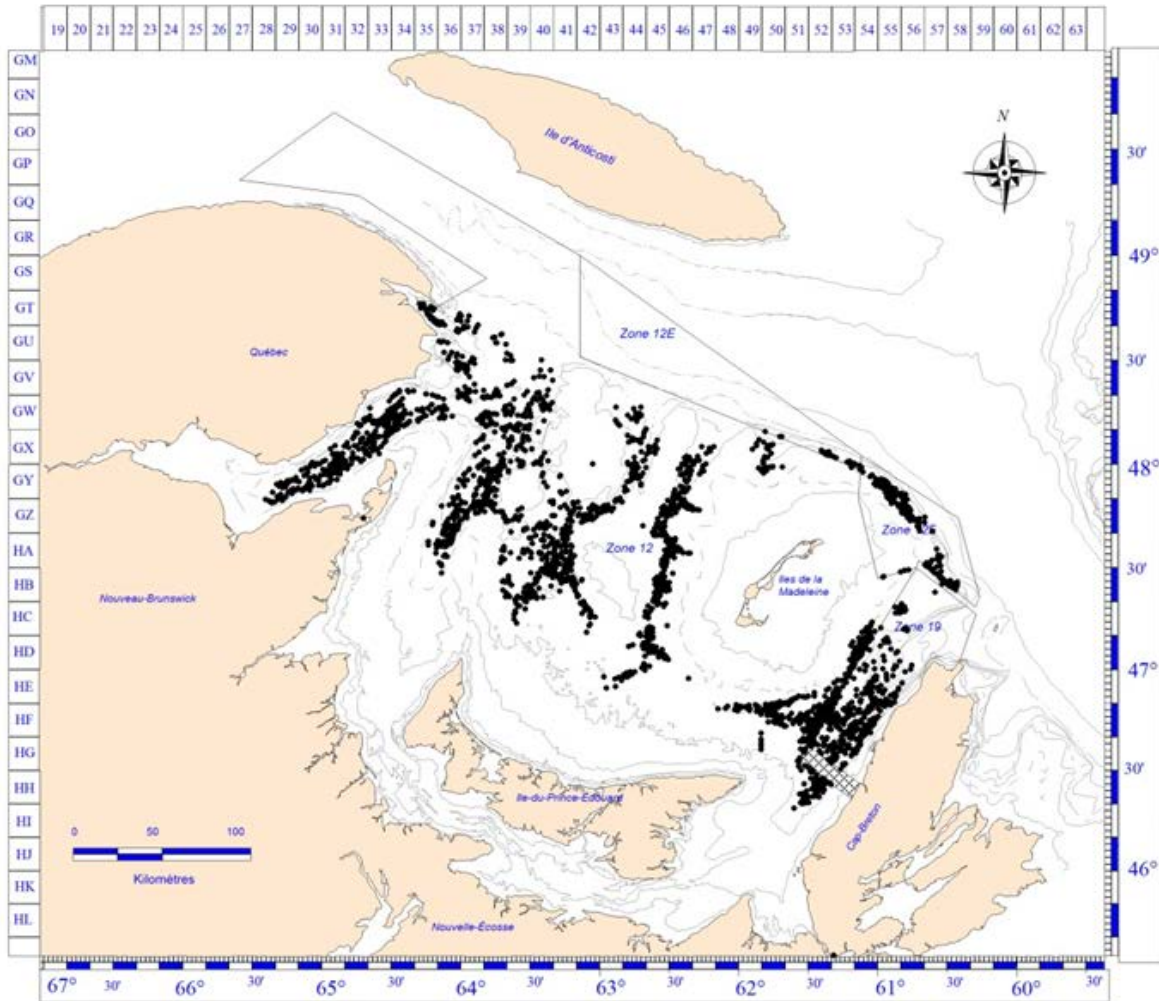 19 20 21 22 23 24 25 26 27 28 29 30 31 32 33 34 35 36 37 38 39 40 41 42 43 44 45 46 47 48 49 50 51 52 53 54 55 56 57 58 59 60 61 62 63
GM
GN
GO
GP
GQ
GR
GS
GT
GU
GV
GW
GX
GY
GZ
HA
HB
HC
HD
HE
HF
HG
HH
HI
HJ
HK
HL
N
Ile d'Anticosti
30'
49°
Zone 12E
Québec
30'
48°
Zone 12
30'
Iles de la
Madeleine
Nouveau-Brunswick
Zone 19
47°
30'
Ile-du-Prince-Edouard
Cap-Breton
0 50 100
Kilomètres
46°
Nouvelle-Écosse
67° 30' 66° 30' 65° 30' 64° 30' 63° 30' 62° 30' 61° 30' 60°